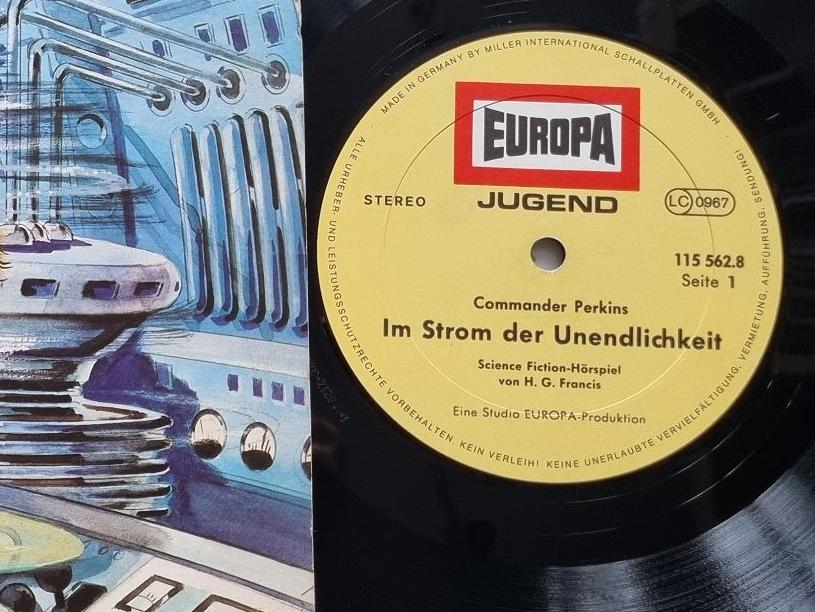 MADE IN GERMANY BY MILLER INTERNATIONAL SCHALLPLATTEN GMBH ·
EUROPA
JUGEND
STEREO
LC 0967
115 562.8
Seite 1
Commander Perkins
Im Strom der Unendlichkeit
Science Fiction-Hörspiel
von H. G. Francis
Eine Studio EUROPA-Produktion
ALLE URHEBER- UND LEISTUNGSSCHUTZRECHTE VORBEHALTEN. KEIN VERLEIH! KEINE UNERLAUBTE VERVIELFÄLTIGUNG, VERMIETUNG, AUFFÜHRUNG, SENDUNG!